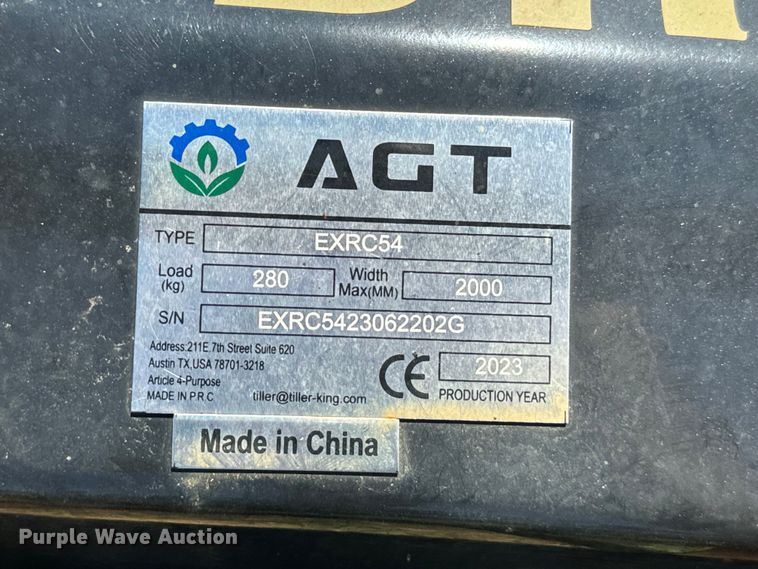 AGT
TYPE EXRC54
Load (kg) 280 Width Max(MM) 2000
S/N EXRC5423062202G
Address:211E.7th Street Suite 620
Austin TX,USA 78701-3218
Article 4-Purpose
MADE IN P.R C tiller@tiller-king.com
CE 2023
PRODUCTION YEAR
Made in China
Purple Wave Auction